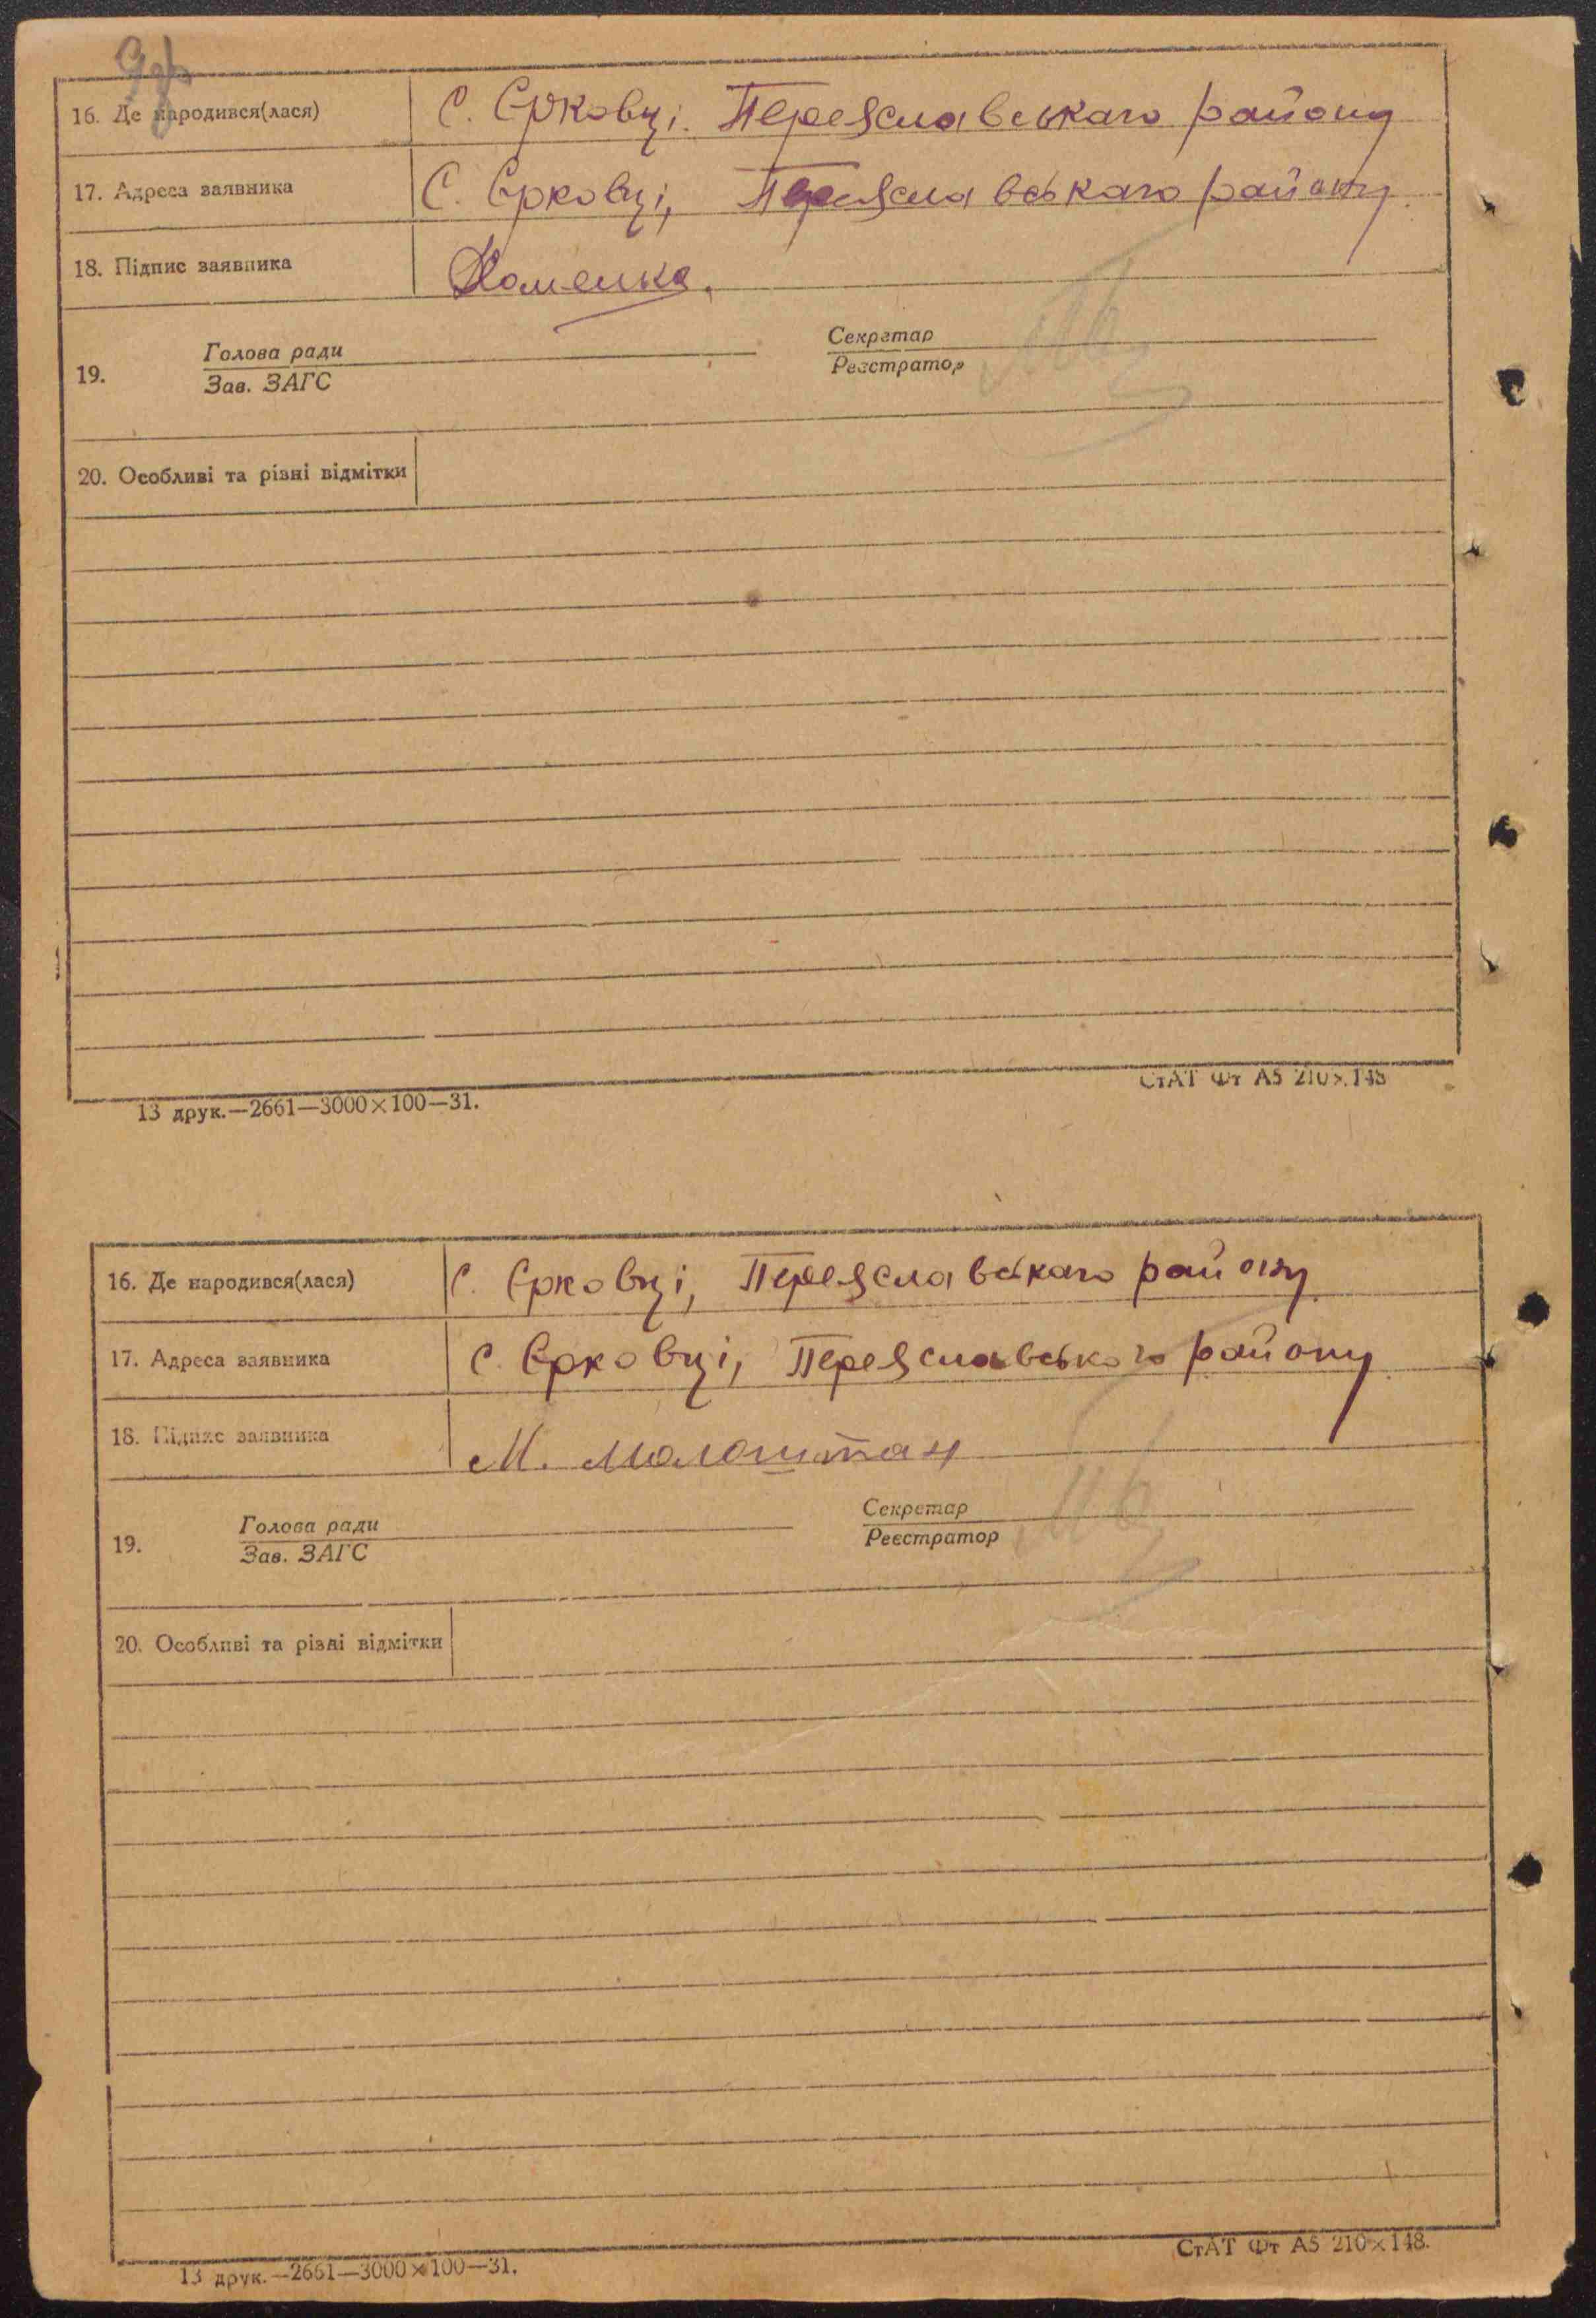 16. Де народився(лася) С. Єрковці. Переяславськаго району
17. Адреса заявника С. Єрковці, Переяславськаго району.
18. Підпис заявника
Голова ради Секретар
19.
Зав. ЗАГС Реєстратор
20. Особливі та різні відмітки
СтАТ Фт А5 210×148
13 друк.—2661—3000×100—31.
16. Де народився(лася) С. Єрковці, Переяславськаго району
17. Адреса заявника С. Єрковці, Переяславського району.
18. Підпис заявника М. Молоштан
Голова ради Секретар
19.
Зав. ЗАГС Реєстратор
20. Особливі та різні відмітки
СтАТ Фт А5 210×148.
13 друк.—2661—3000×100—31.